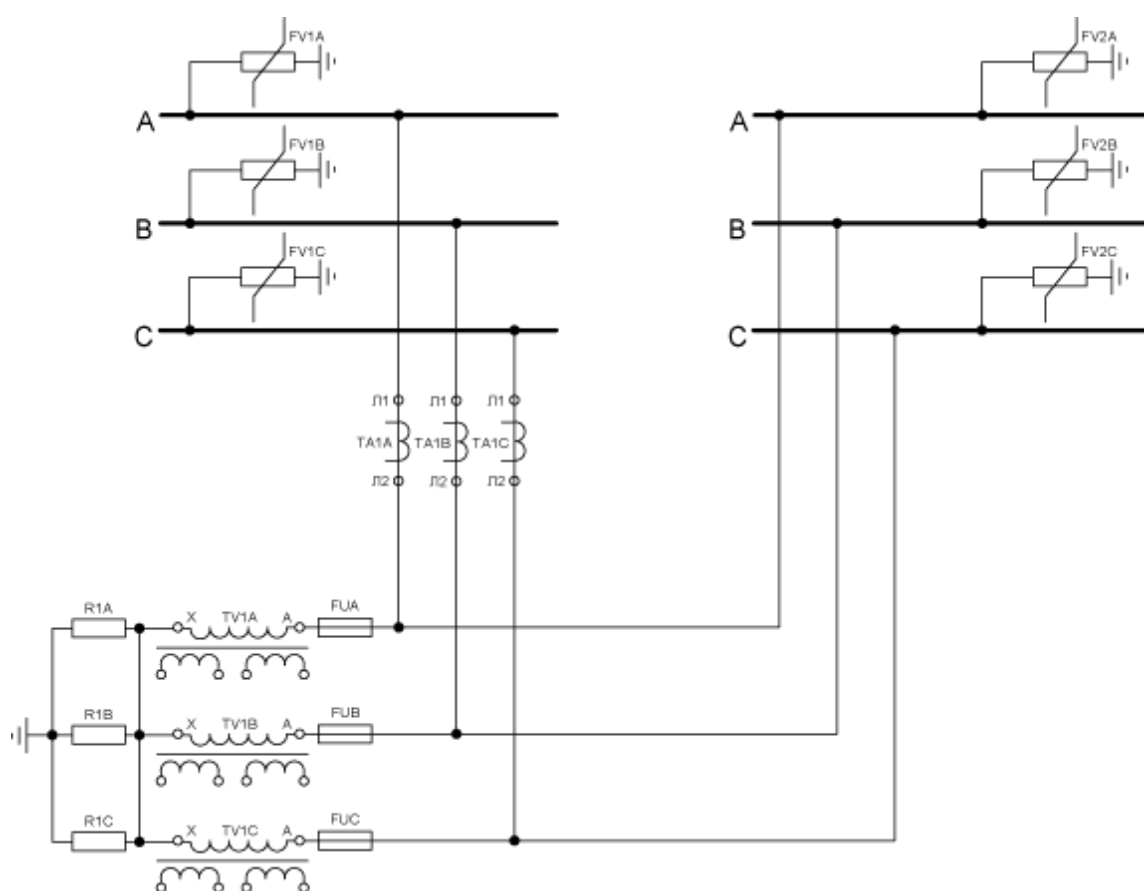 FV1A
FV2A
A
A
FV1B
FV2B
B
B
FV1C
FV2C
C
C
Л1 Л1 Л1
TA1A TA1B TA1C
Л2 Л2 Л2
R1A X TV1A A FUA
R1B X TV1B A FUB
R1C X TV1C A FUC